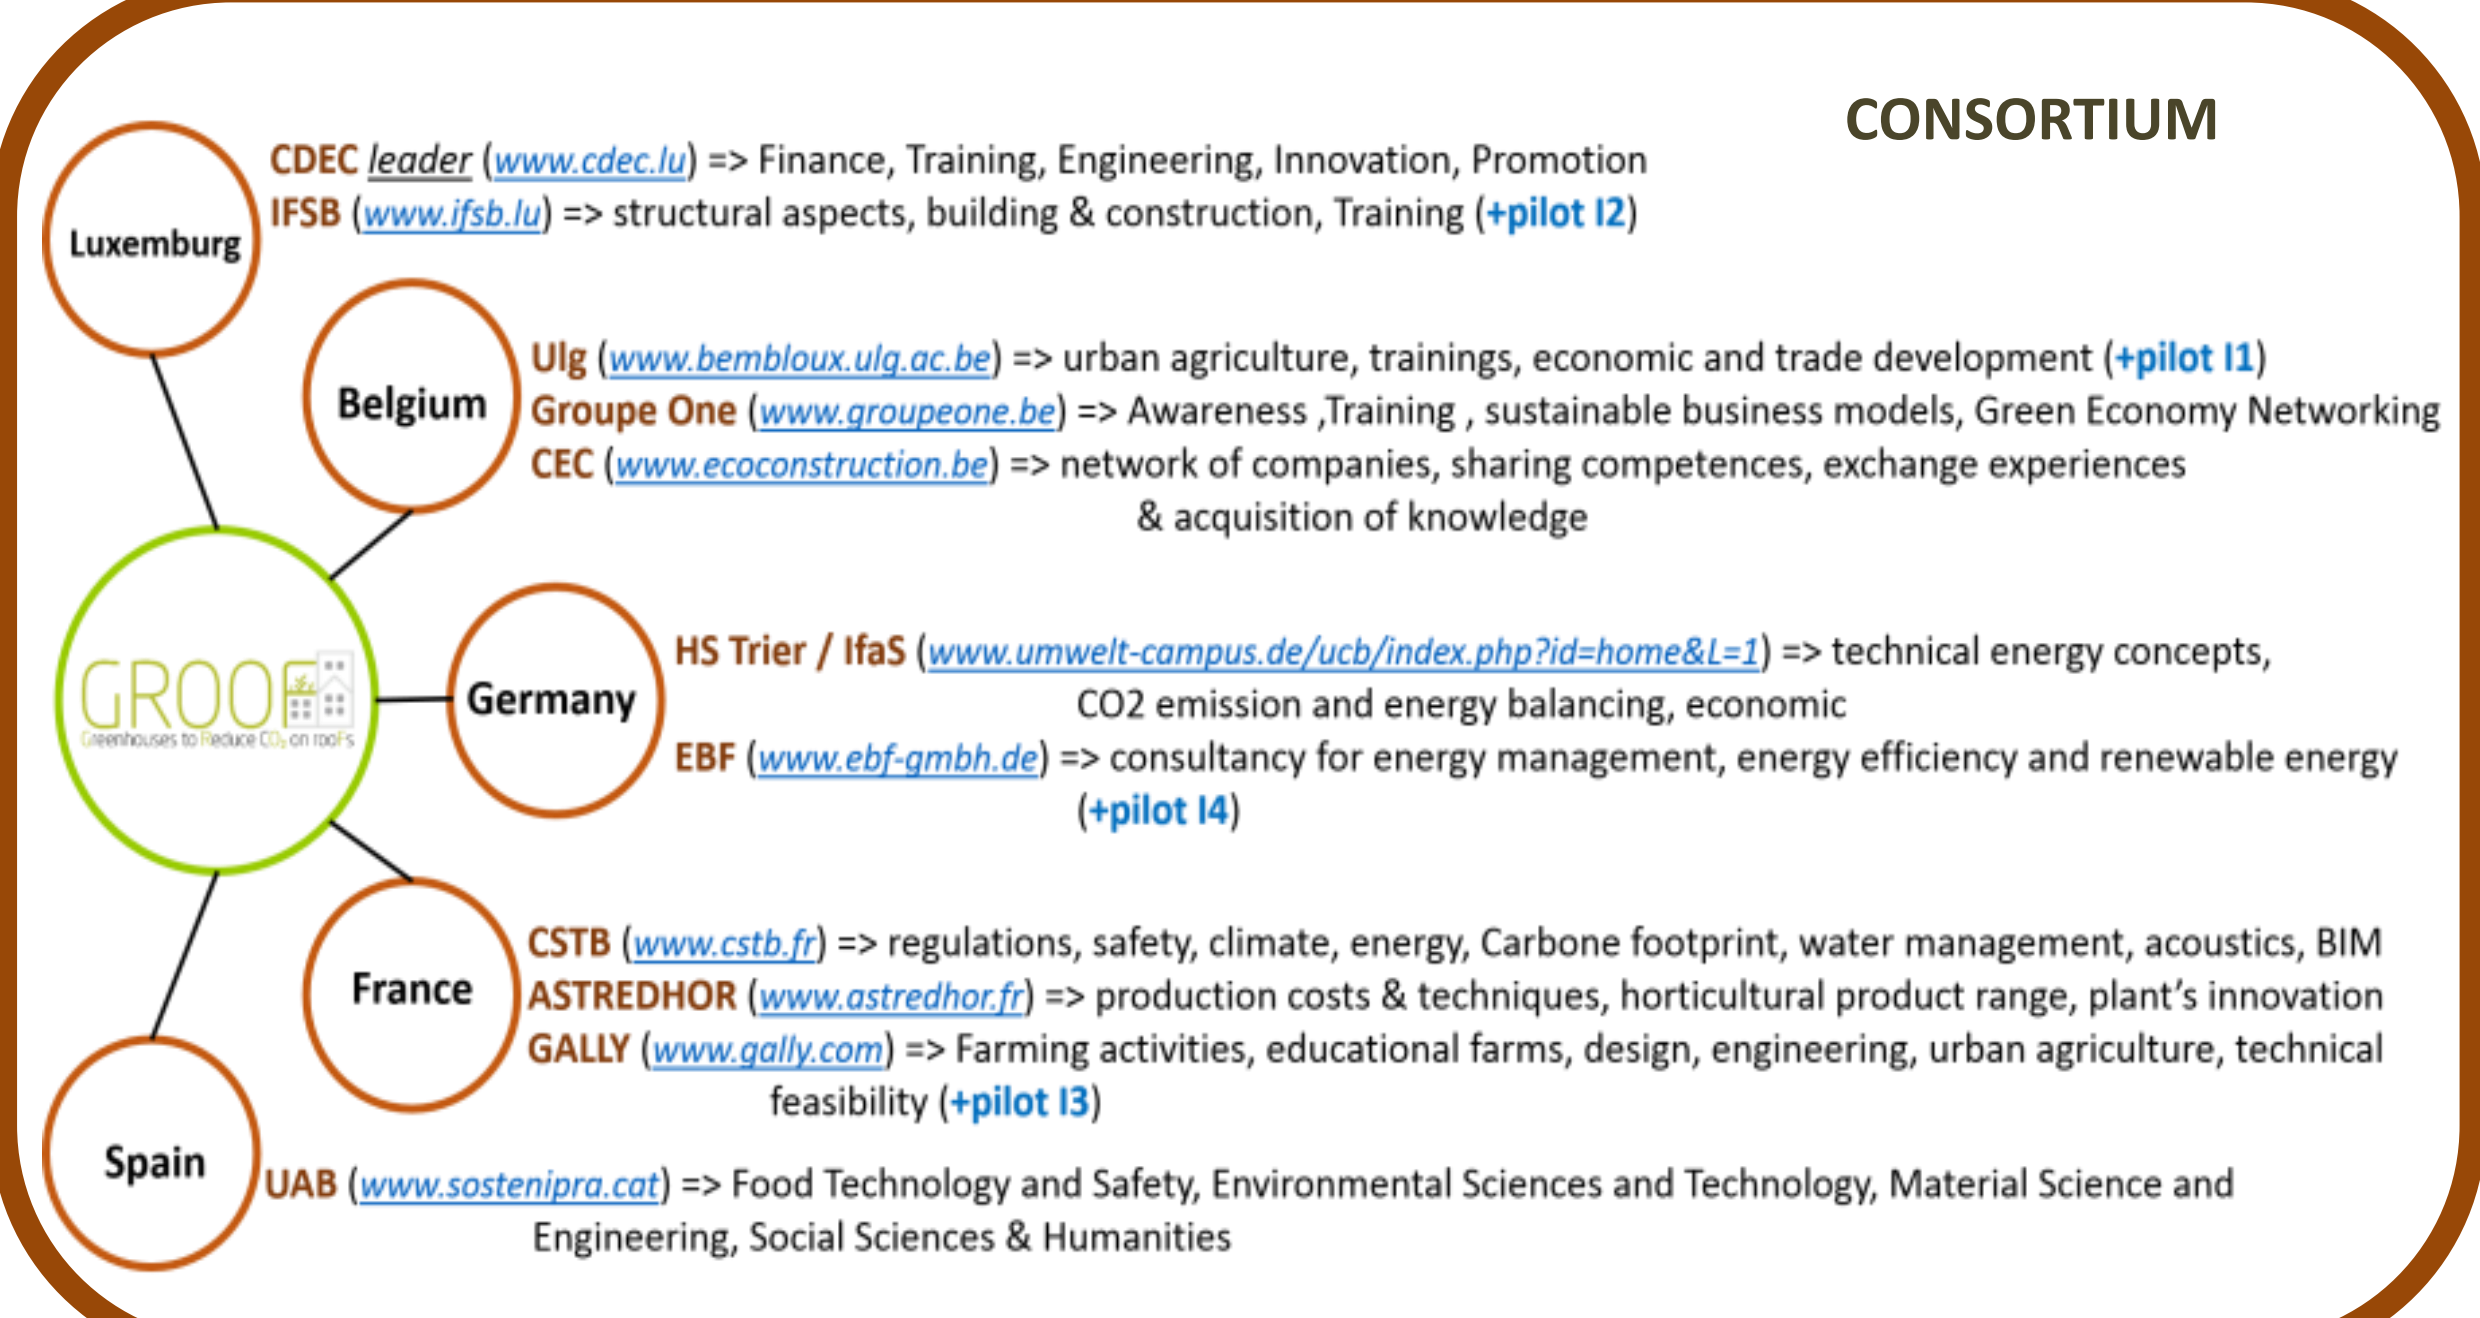 CONSORTIUM
CDEC leader (www.cdec.lu) => Finance, Training, Engineering, Innovation, Promotion
IFSB (www.ifsb.lu) => structural aspects, building & construction, Training (+pilot I2)
Luxemburg
Ulg (www.bembloux.ulg.ac.be) => urban agriculture, trainings, economic and trade development (+pilot I1)
Belgium
Groupe One (www.groupeone.be) => Awareness ,Training , sustainable business models, Green Economy Networking
CEC (www.ecoconstruction.be) => network of companies, sharing competences, exchange experiences
& acquisition of knowledge
GROOF
Greenhouses to Reduce CO₂ on rooFs
Germany
HS Trier / IfaS (www.umwelt-campus.de/ucb/index.php?id=home&L=1) => technical energy concepts,
CO2 emission and energy balancing, economic
EBF (www.ebf-gmbh.de) => consultancy for energy management, energy efficiency and renewable energy
(+pilot I4)
France
CSTB (www.cstb.fr) => regulations, safety, climate, energy, Carbone footprint, water management, acoustics, BIM
ASTREDHOR (www.astredhor.fr) => production costs & techniques, horticultural product range, plant’s innovation
GALLY (www.gally.com) => Farming activities, educational farms, design, engineering, urban agriculture, technical
feasibility (+pilot I3)
Spain
UAB (www.sostenipra.cat) => Food Technology and Safety, Environmental Sciences and Technology, Material Science and
Engineering, Social Sciences & Humanities